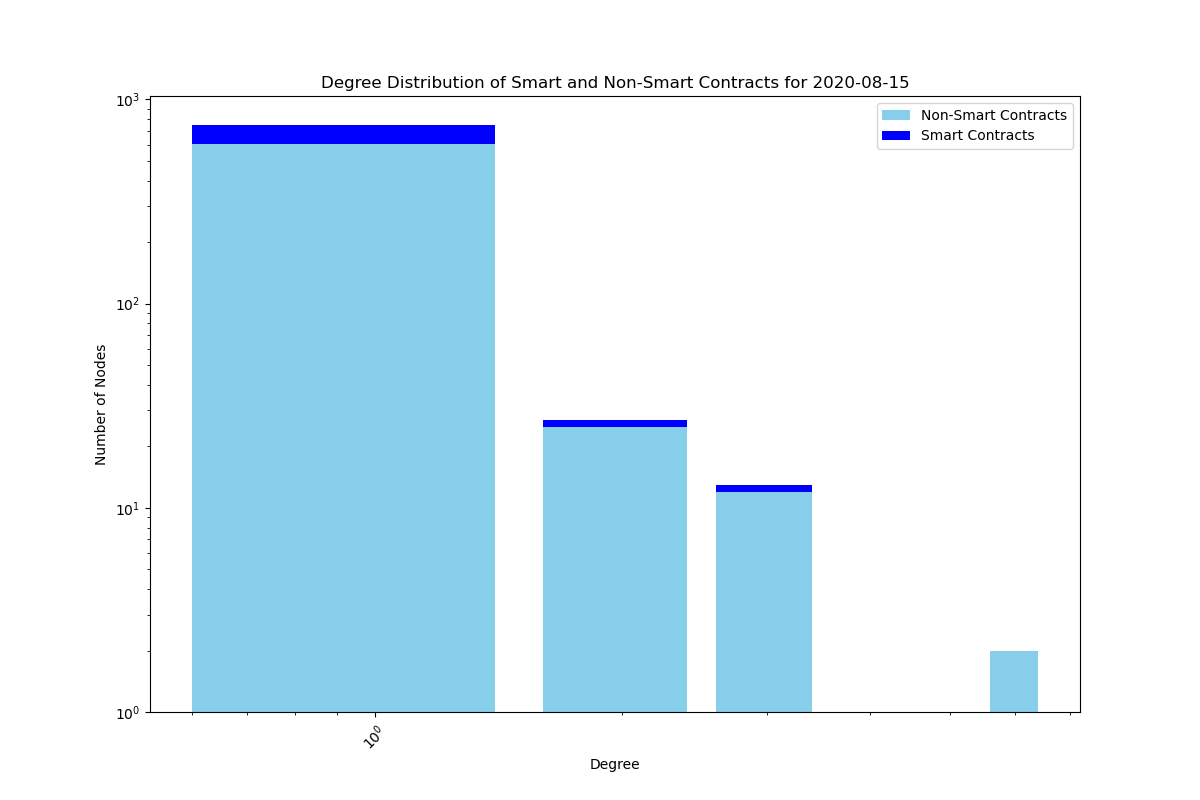 Degree Distribution of Smart and Non-Smart Contracts for 2020-08-15
10³
Non-Smart Contracts
Smart Contracts
10²
Number of Nodes
10¹
10⁰
10⁰
Degree